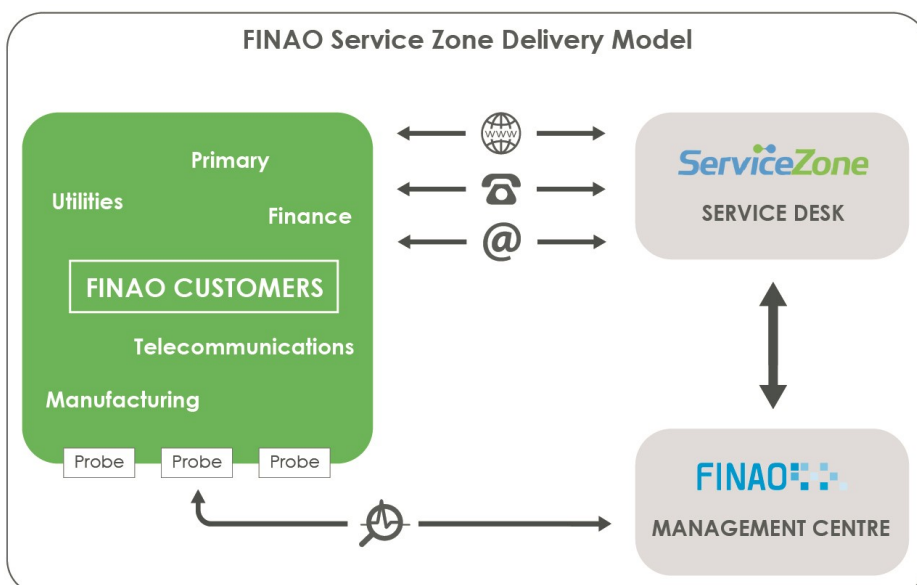 FINAO Service Zone Delivery Model
Primary
Utilities
Finance
FINAO CUSTOMERS
Telecommunications
Manufacturing
Probe
Probe
Probe
www
@
ServiceZone
SERVICE DESK
FINAO
MANAGEMENT CENTRE